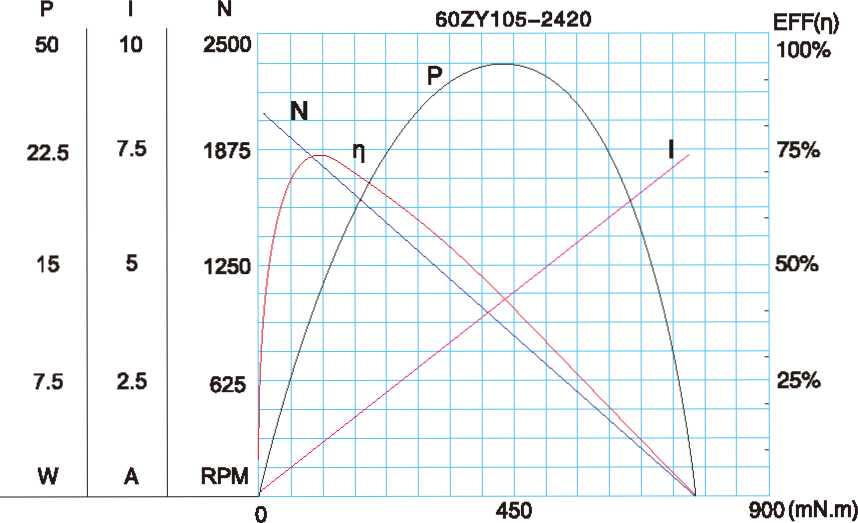 P I N 60ZY105-2420 EFF(η)
50 10 2500 100%
P
N
22.5 7.5 1875 η I 75%
15 5 1250 50%
7.5 2.5 625 25%
W A RPM
0 450 900 (mN.m)